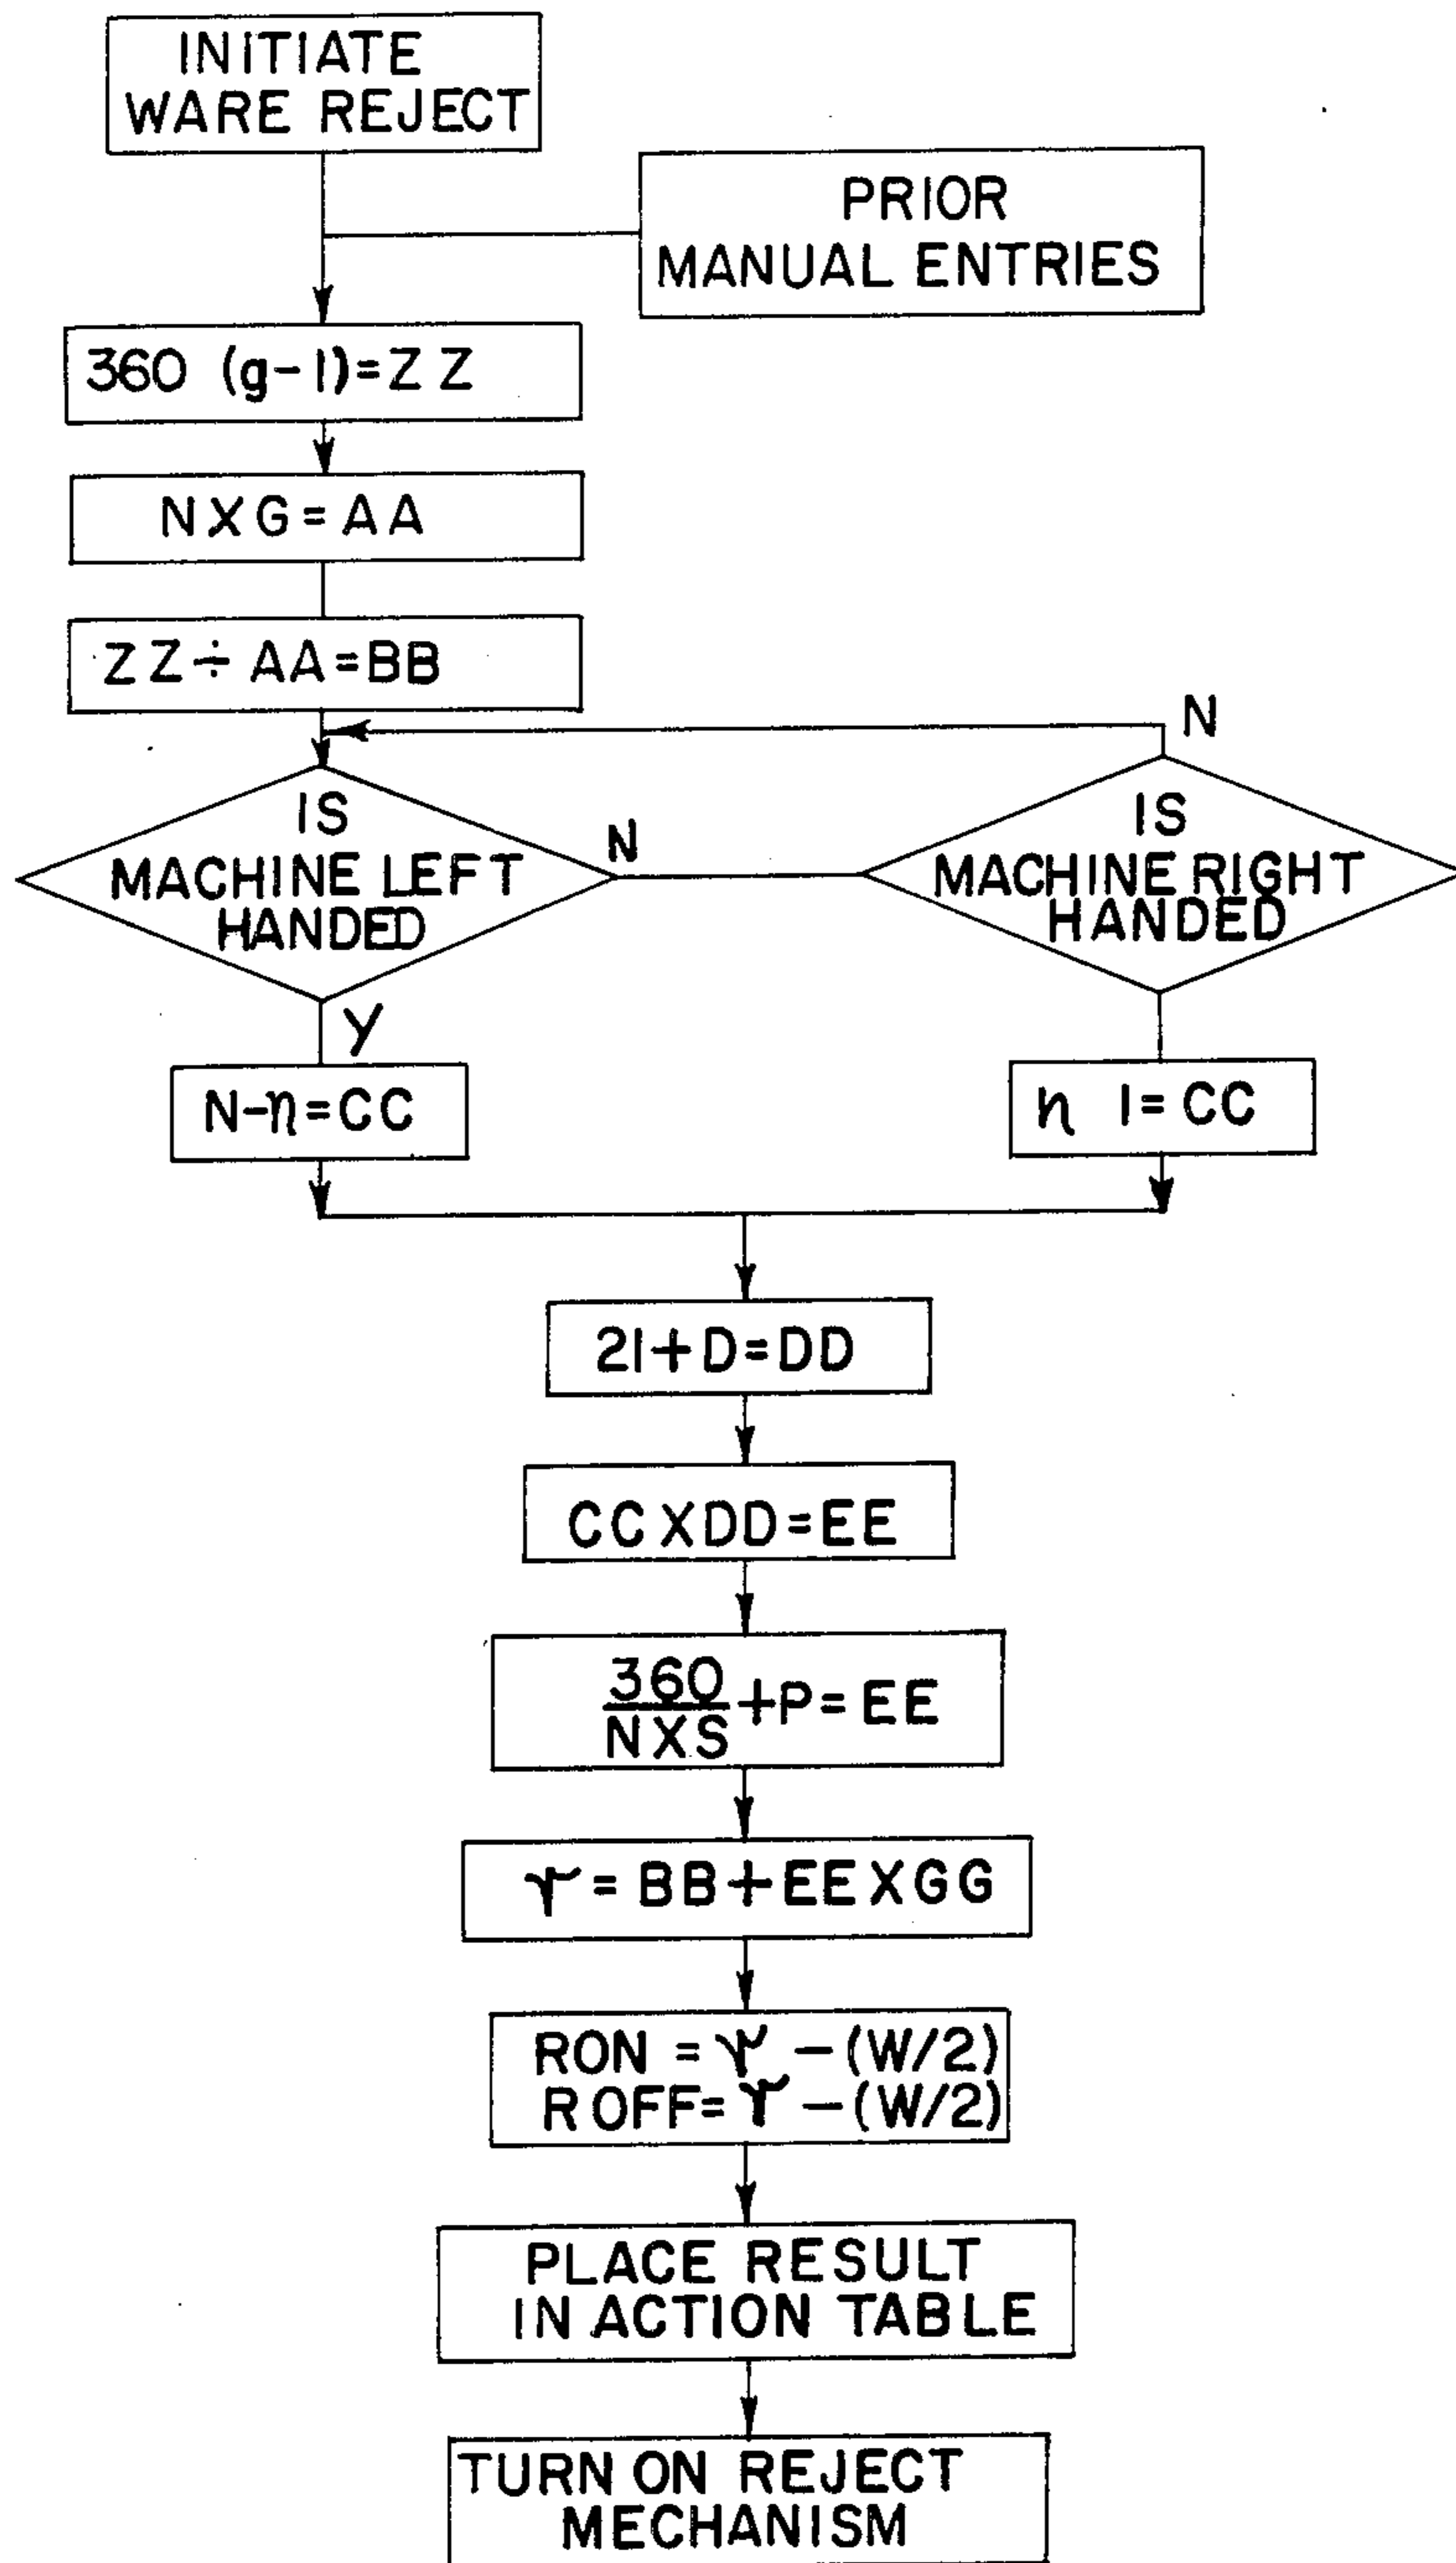 INITIATE
WARE REJECT
PRIOR
MANUAL ENTRIES
360 (g-1)=ZZ
NXG=AA
ZZ÷AA=BB
N
IS
MACHINE LEFT
HANDED
N
IS
MACHINE RIGHT
HANDED
Y
N-η=CC
n 1=CC
21+D=DD
CCXDD=EE
360
NXS
+P=EE
r=BB+EEXGG
RON = r -(W/2)
R OFF= r -(W/2)
PLACE RESULT
IN ACTION TABLE
TURN ON REJECT
MECHANISM